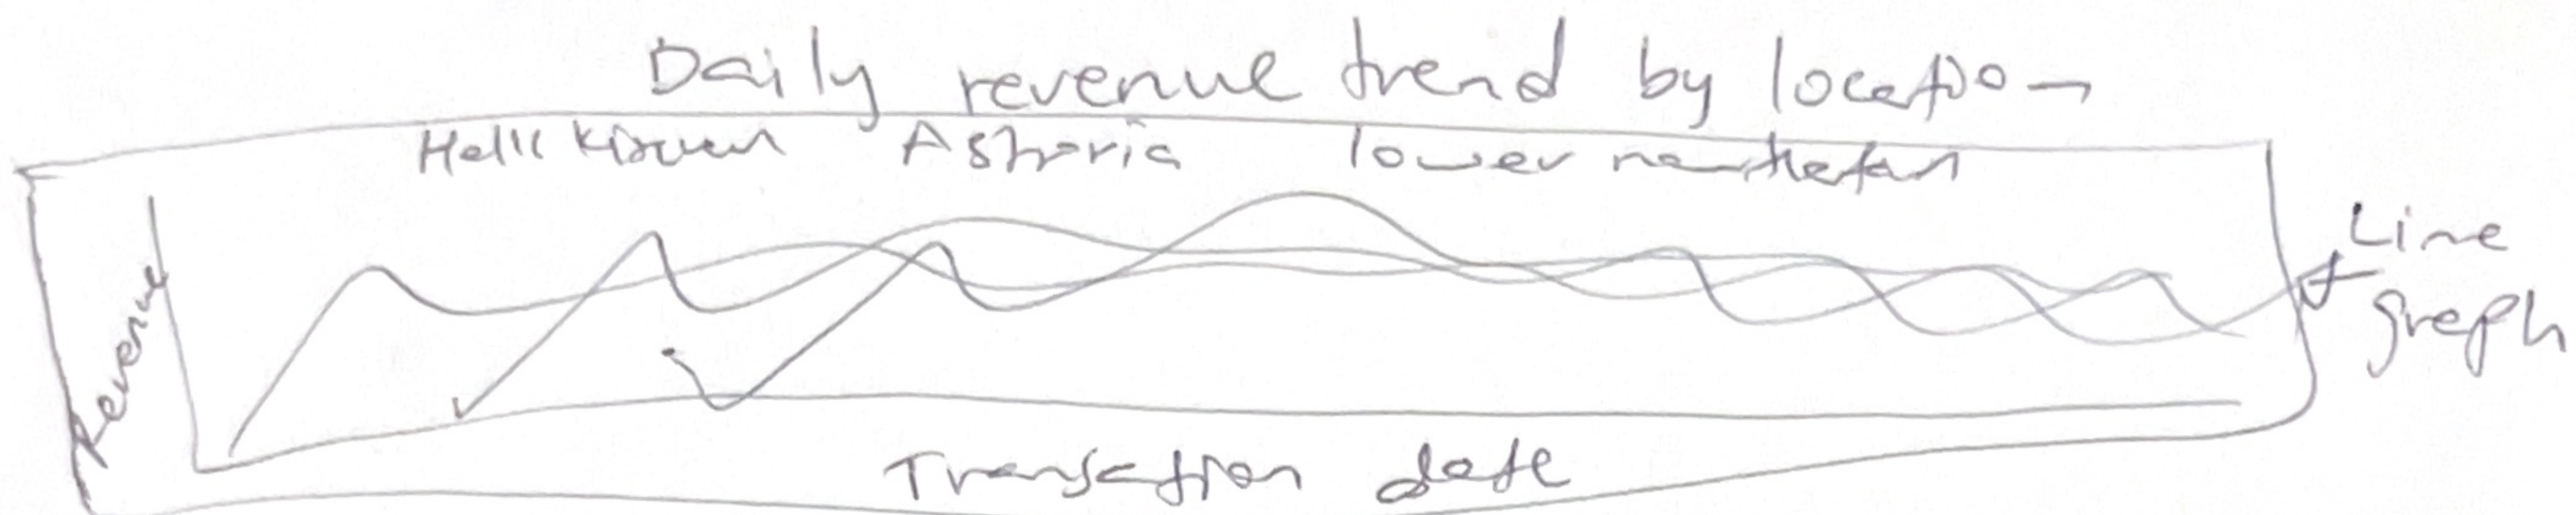 Daily revenue trend by location
Hell Kitchen Astoria lower manhattan
Revenue
Line
graph
Transaction date